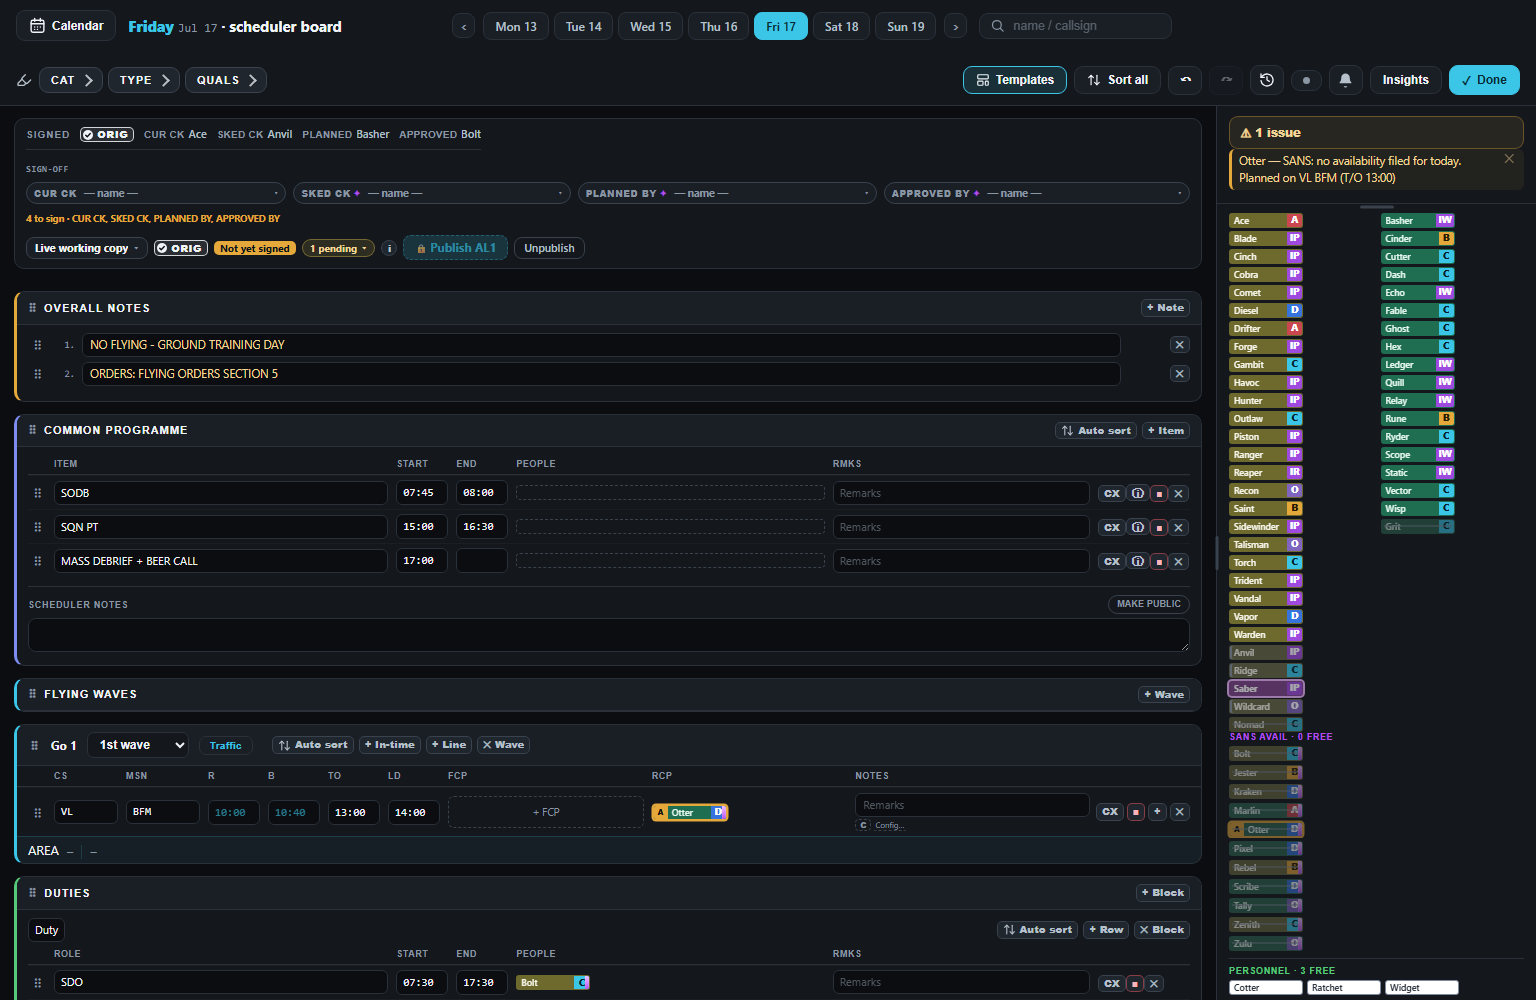 Calendar
Friday Jul 17 · scheduler board
‹ Mon 13 Tue 14 Wed 15 Thu 16 Fri 17 Sat 18 Sun 19 ›
name / callsign
CAT TYPE QUALS
Templates Sort all Insights ✓ Done
SIGNED ORIG CUR CK Ace SKED CK Anvil PLANNED Basher APPROVED Bolt
SIGN-OFF
CUR CK — name — SKED CK — name — PLANNED BY — name — APPROVED BY — name —
4 to sign · CUR CK, SKED CK, PLANNED BY, APPROVED BY
Live working copy ORIG Not yet signed 1 pending i Publish AL1 Unpublish
OVERALL NOTES
+ Note
1. NO FLYING - GROUND TRAINING DAY
2. ORDERS: FLYING ORDERS SECTION 5
COMMON PROGRAMME
Auto sort + Item
ITEM START END PEOPLE RMKS
SODB 07:45 08:00 Remarks CX
SQN PT 15:00 16:30 Remarks CX
MASS DEBRIEF + BEER CALL 17:00 Remarks CX
SCHEDULER NOTES
MAKE PUBLIC
FLYING WAVES
+ Wave
Go 1 1st wave Traffic Auto sort + In-time + Line ✕ Wave
CS MSN R B TO LD FCP RCP NOTES
VL BFM 10:00 10:40 13:00 14:00 + FCP A Otter D Remarks CX
C Config...
AREA – –
DUTIES
+ Block
Duty
Auto sort + Row ✕ Block
ROLE START END PEOPLE RMKS
SDO 07:30 17:30 Bolt C Remarks CX
⚠ 1 issue
Otter — SANS: no availability filed for today.
Planned on VL BFM (T/O 13:00)
Ace A
Blade IP
Cinch IP
Cobra IP
Comet IP
Diesel D
Drifter A
Forge IP
Gambit C
Havoc IP
Hunter IP
Outlaw C
Piston IP
Ranger IP
Reaper IR
Recon O
Saint B
Sidewinder IP
Talisman O
Torch C
Trident IP
Vandal IP
Vapor D
Warden IP
Anvil IP
Ridge C
Saber IP
Wildcard O
Nomad C
Basher IW
Cinder B
Cutter C
Dash C
Echo IW
Fable C
Ghost C
Hex C
Ledger IW
Quill IW
Relay IW
Rune B
Ryder C
Scope IW
Static IW
Vector C
Wisp C
Grit C
SANS AVAIL · 0 FREE
Bolt C
Jester B
Kraken D
Marlin A
A Otter D
Pixel D
Rebel B
Scribe D
Tally O
Zenith C
Zulu O
PERSONNEL · 3 FREE
Cotter Ratchet Widget